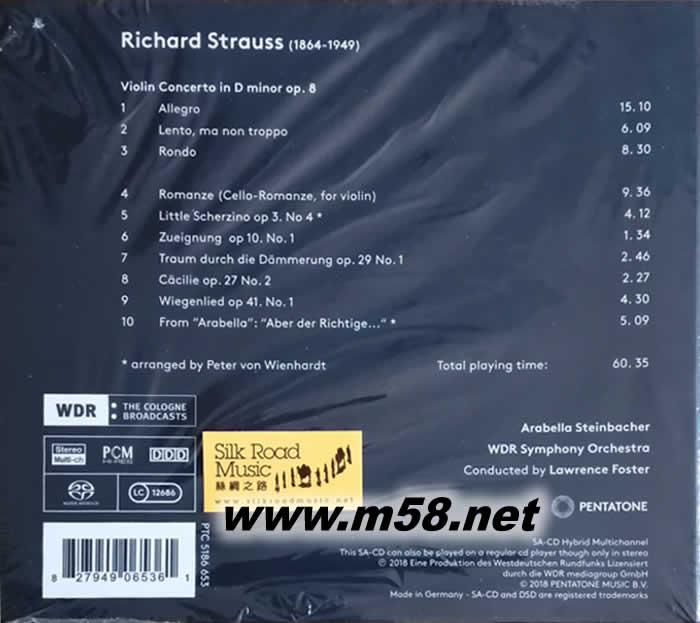 Richard Strauss (1864-1949)
Violin Concerto in D minor op. 8
1 Allegro 15.10
2 Lento, ma non troppo 6.09
3 Rondo 8.30
4 Romanze (Cello-Romanze, for violin) 9.36
5 Little Scherzino op 3. No 4 * 4.12
6 Zueignung op 10. No.1 1.34
7 Traum durch die Dämmerung op. 29 No.1 2.46
8 Cäcilie op. 27 No. 2 2.27
9 Wiegenlied op 41. No.1 4.30
10 From "Arabella": "Aber der Richtige..." * 5.09
* arranged by Peter von Wienhardt Total playing time: 60.35
WDR THE COLOGNE BROADCASTS
Stereo
Multi-ch
PCM
DDD
LC 12686
Silk Road
Music
絲綢之路
www.silkroadmusic.net
Arabella Steinbacher
WDR Symphony Orchestra
Conducted by Lawrence Foster
www.m58.net
PENTATONE
PTC 5186 653
8 27949 06536 1
SA-CD Hybrid Multichannel
This SA-CD can also be played on a regular cd player though only in stereo
℗ 2018 Eine Produktion des Westdeutschen Rundfunks Lizensiert
durch die WDR mediagroup GmbH
© 2018 PENTATONE MUSIC B.V.
Made in Germany - SA-CD and DSD are registered trademarks